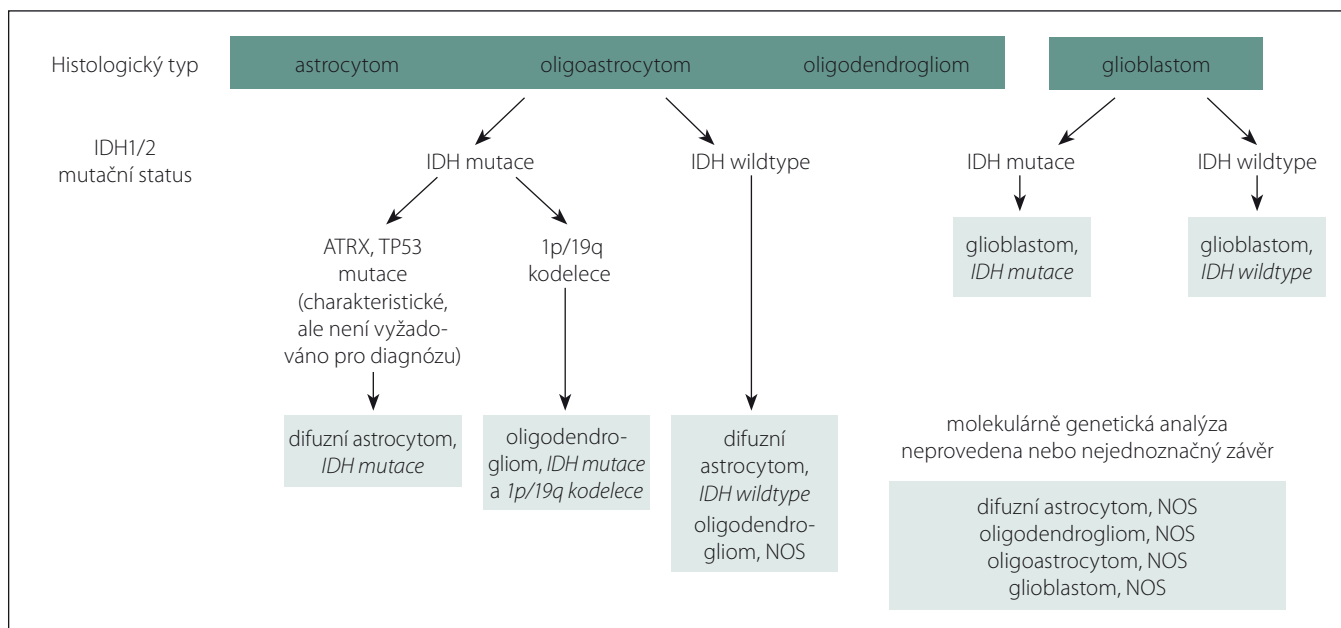 Histologický typ
astrocytom
oligoastrocytom
oligodendrogliom
glioblastom
IDH1/2
mutační status
IDH mutace
IDH wildtype
IDH mutace
IDH wildtype
ATRX, TP53
mutace
(charakteristické,
ale není vyžado-
váno pro diagnózu)
1p/19q
kodelece
glioblastom,
IDH mutace
glioblastom,
IDH wildtype
difuzní astrocytom,
IDH mutace
oligodendro-
gliom, IDH mutace
a 1p/19q kodelece
difuzní
astrocytom,
IDH wildtype
oligodendro-
gliom, NOS
molekulárně genetická analýza
neprovedena nebo nejednoznačný závěr
difuzní astrocytom, NOS
oligodendrogliom, NOS
oligoastrocytom, NOS
glioblastom, NOS